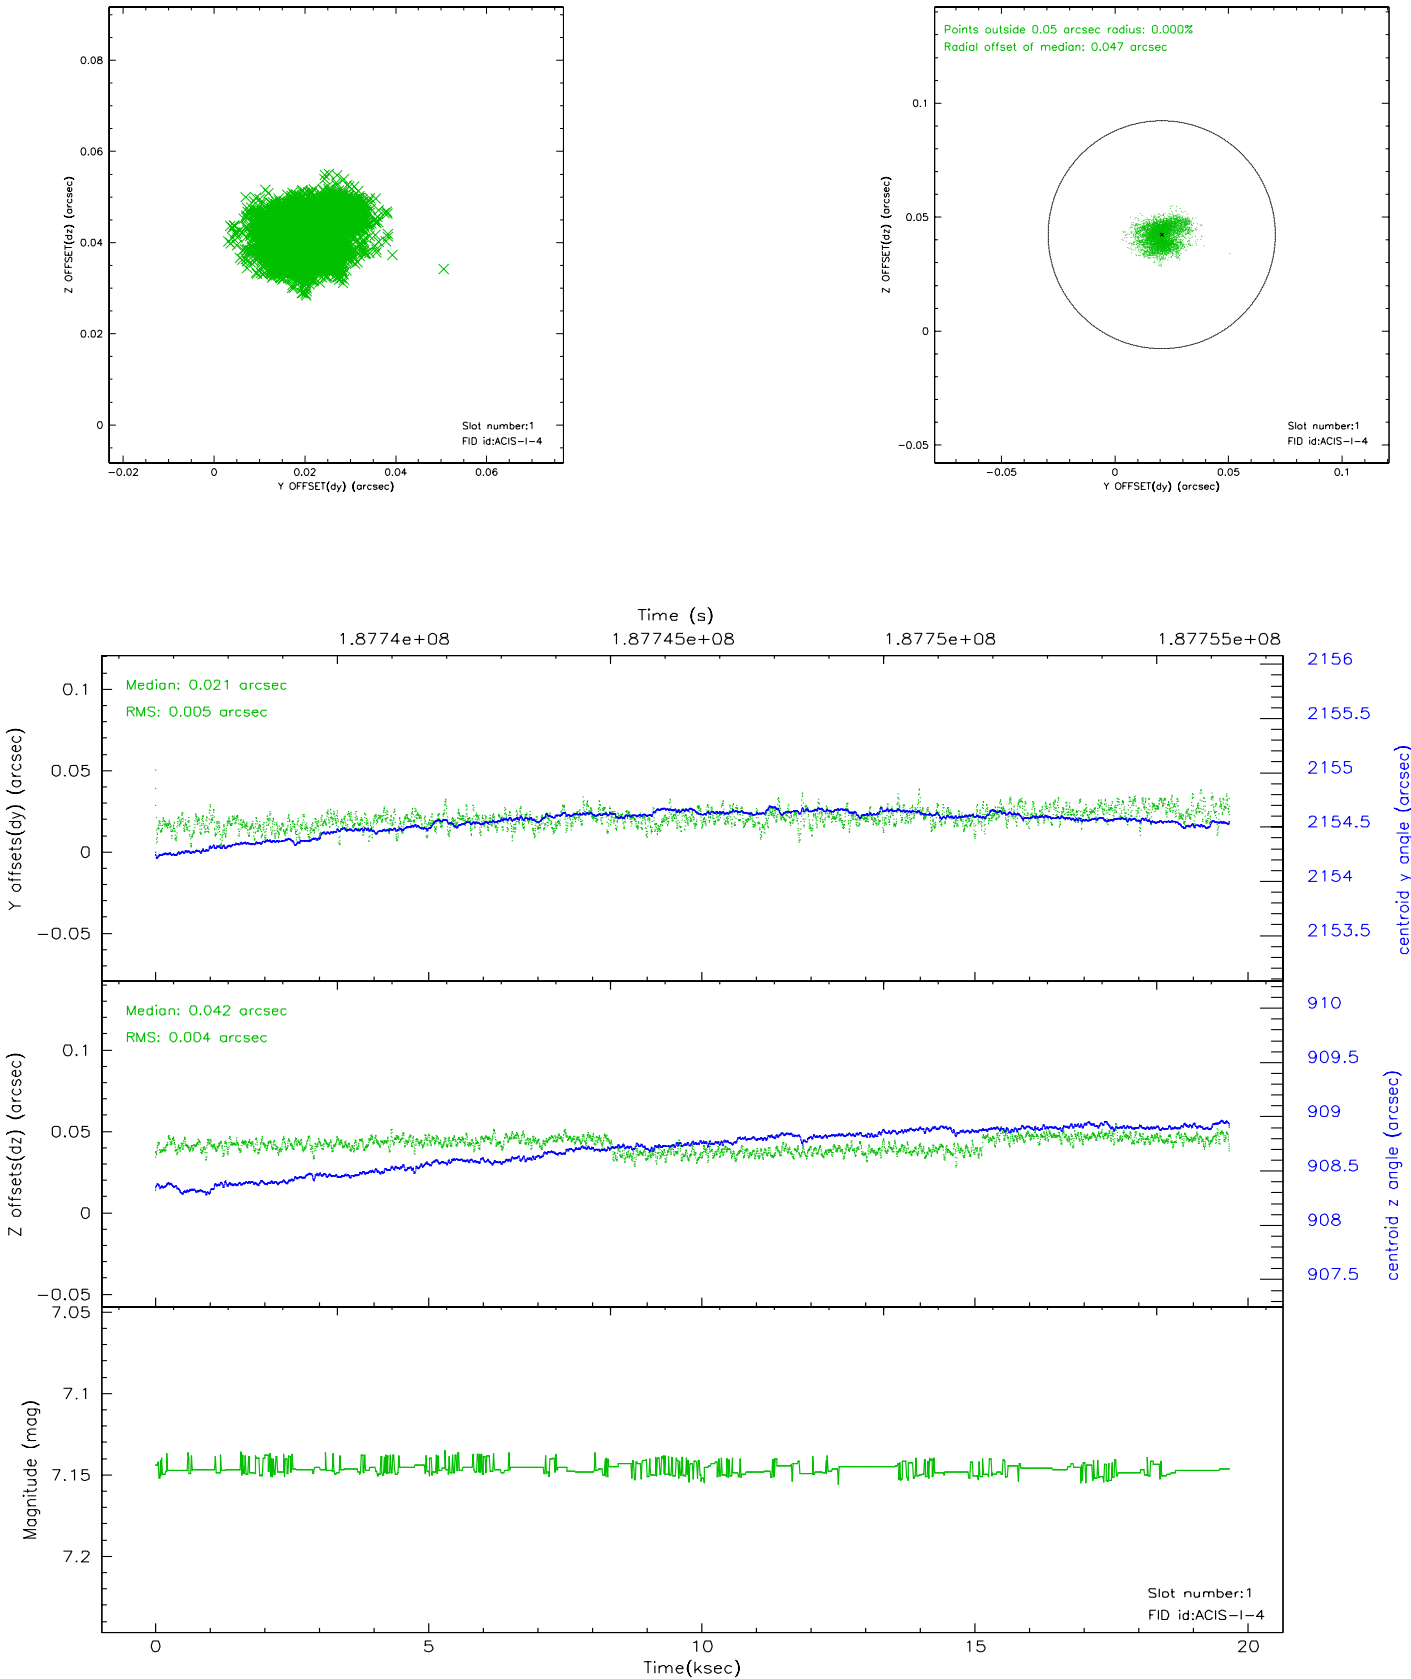 0.08
0.06
0.04
0.02
0
Z OFFSET(dz) (arcsec)
Slot number:1
FID id:ACIS-I-4
-0.02
0
0.02
0.04
0.06
Y OFFSET(dy) (arcsec)
Points outside 0.05 arcsec radius: 0.000%
Radial offset of median: 0.047 arcsec
0.1
0.05
0
-0.05
Z OFFSET(dz) (arcsec)
Slot number:1
FID id:ACIS-I-4
-0.05
0
0.05
0.1
Y OFFSET(dy) (arcsec)
Time (s)
1.8774e+08
1.87745e+08
1.8775e+08
1.87755e+08
Median: 0.021 arcsec
RMS: 0.005 arcsec
0.1
0.05
0
-0.05
Y offsets(dy) (arcsec)
2156
2155.5
2155
2154.5
2154
2153.5
centroid y angle (arcsec)
Median: 0.042 arcsec
RMS: 0.004 arcsec
0.1
0.05
0
-0.05
Z offsets(dz) (arcsec)
910
909.5
909
908.5
908
907.5
centroid z angle (arcsec)
7.05
7.1
7.15
7.2
Magnitude (mag)
Slot number:1
FID id:ACIS-I-4
0
5
10
15
20
Time(ksec)